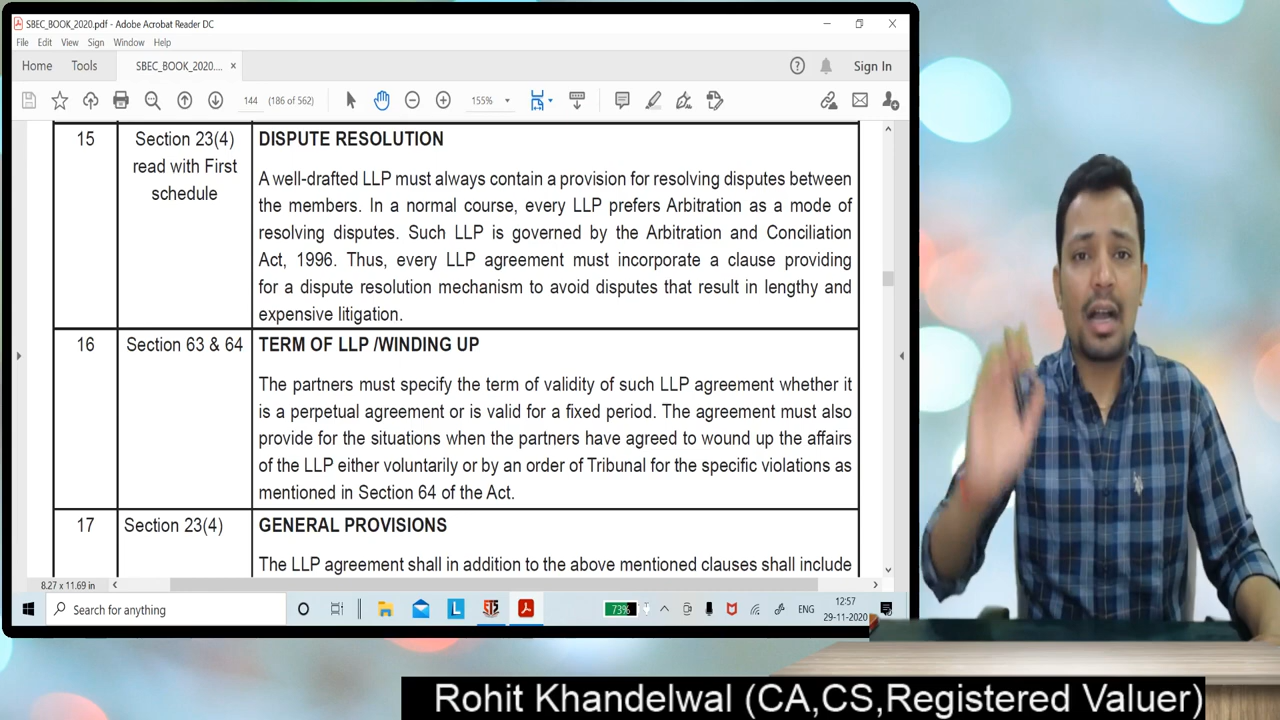 SBEC_BOOK_2020.pdf - Adobe Acrobat Reader DC
File Edit View Sign Window Help
Home Tools SBEC_BOOK_2020.... × Sign In
144 (186 of 562) 155%
15 Section 23(4) DISPUTE RESOLUTION
read with First
schedule
A well-drafted LLP must always contain a provision for resolving disputes between
the members. In a normal course, every LLP prefers Arbitration as a mode of
resolving disputes. Such LLP is governed by the Arbitration and Conciliation
Act, 1996. Thus, every LLP agreement must incorporate a clause providing
for a dispute resolution mechanism to avoid disputes that result in lengthy and
expensive litigation.
16 Section 63 & 64 TERM OF LLP /WINDING UP
The partners must specify the term of validity of such LLP agreement whether it
is a perpetual agreement or is valid for a fixed period. The agreement must also
provide for the situations when the partners have agreed to wound up the affairs
of the LLP either voluntarily or by an order of Tribunal for the specific violations as
mentioned in Section 64 of the Act.
17 Section 23(4) GENERAL PROVISIONS
The LLP agreement shall in addition to the above mentioned clauses shall include
8.27 x 11.69 in
Search for anything
73% ENG 12:57
29-11-2020
Rohit Khandelwal (CA,CS,Registered Valuer)